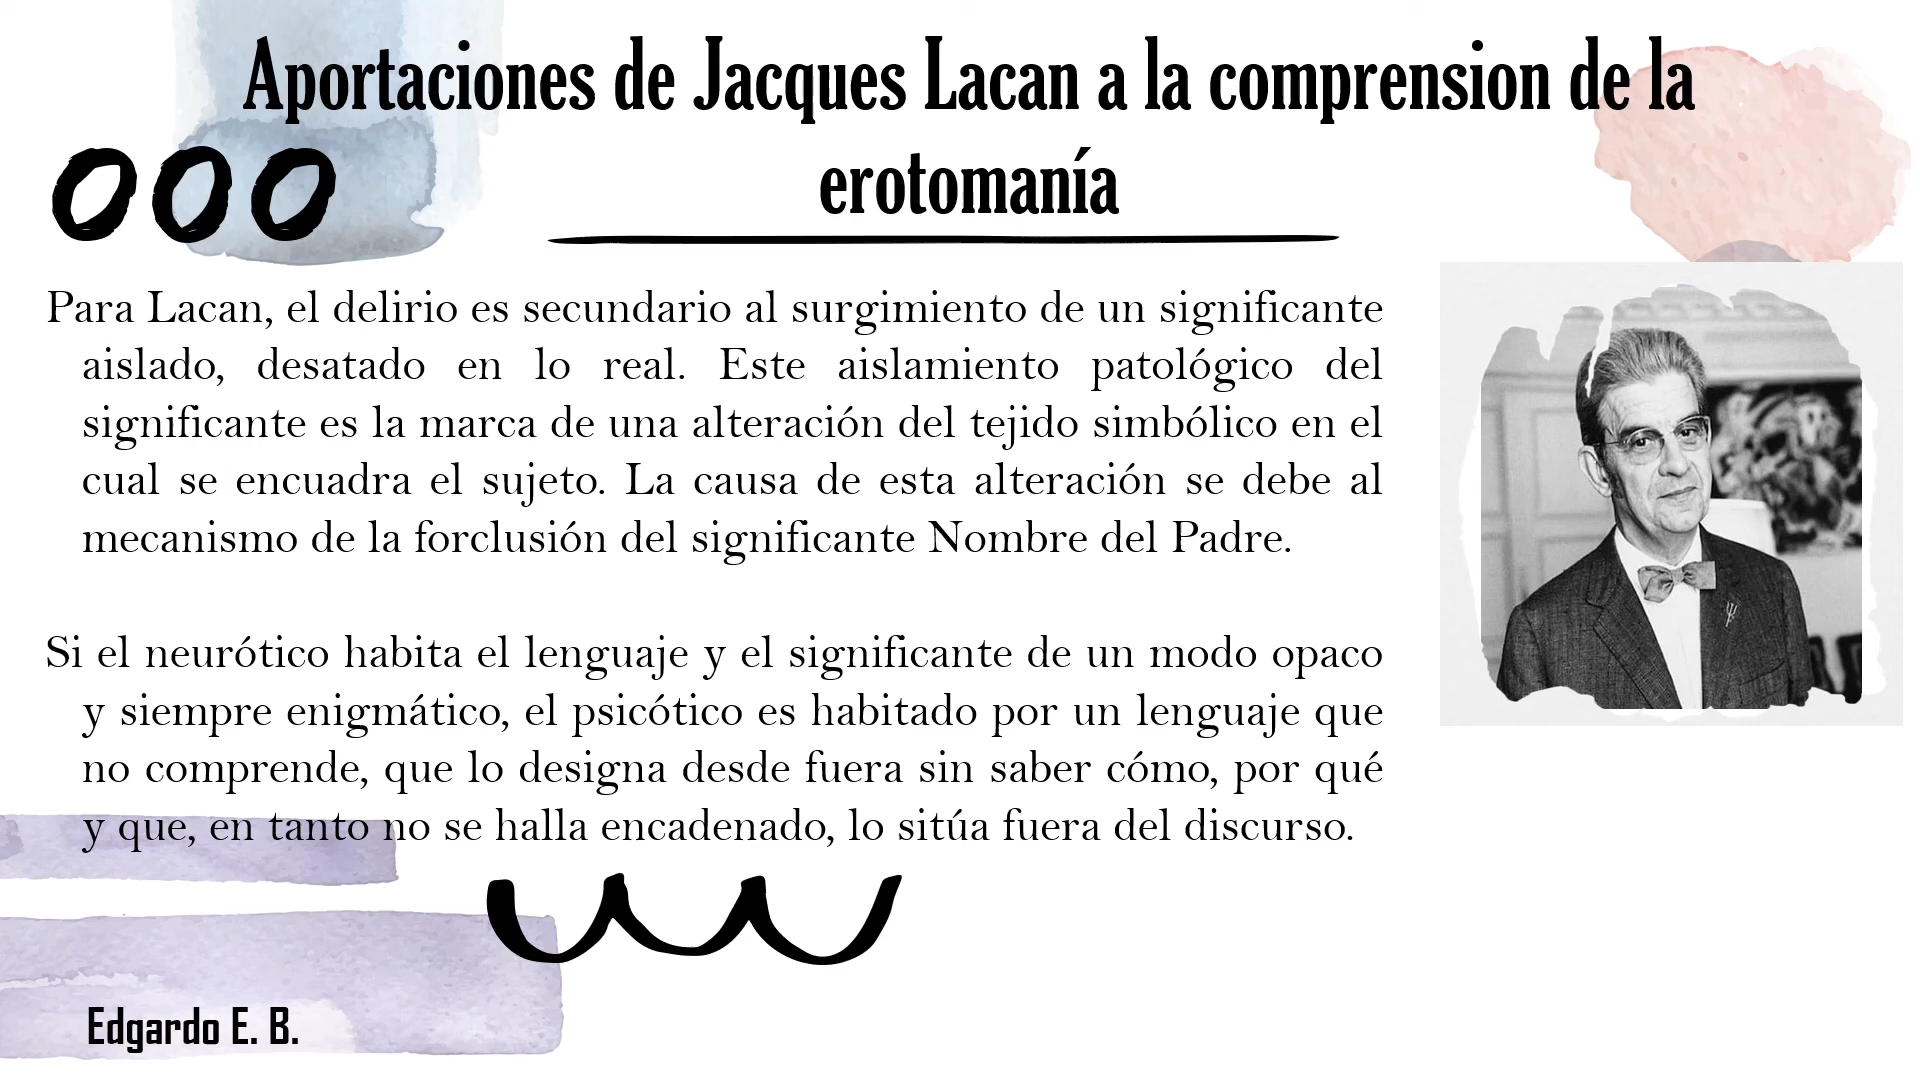 Aportaciones de Jacques Lacan a la comprension de la
erotomanía
Para Lacan, el delirio es secundario al surgimiento de un significante
aislado, desatado en lo real. Este aislamiento patológico del
significante es la marca de una alteración del tejido simbólico en el
cual se encuadra el sujeto. La causa de esta alteración se debe al
mecanismo de la forclusión del significante Nombre del Padre.
Si el neurótico habita el lenguaje y el significante de un modo opaco
y siempre enigmático, el psicótico es habitado por un lenguaje que
no comprende, que lo designa desde fuera sin saber cómo, por qué
y que, en tanto no se halla encadenado, lo sitúa fuera del discurso.
Edgardo E. B.